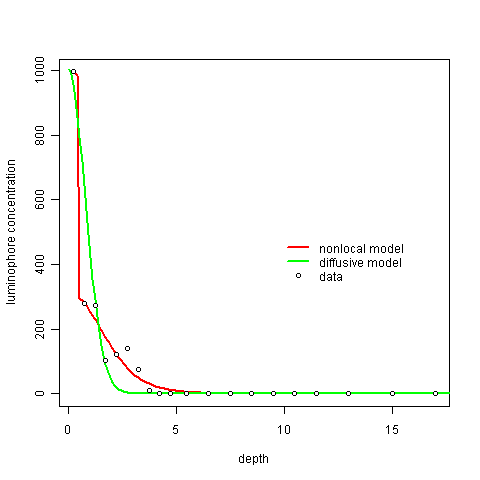 luminophore concentration
1000
800
600
400
200
0
nonlocal model
diffusive model
data
0 5 10 15
depth